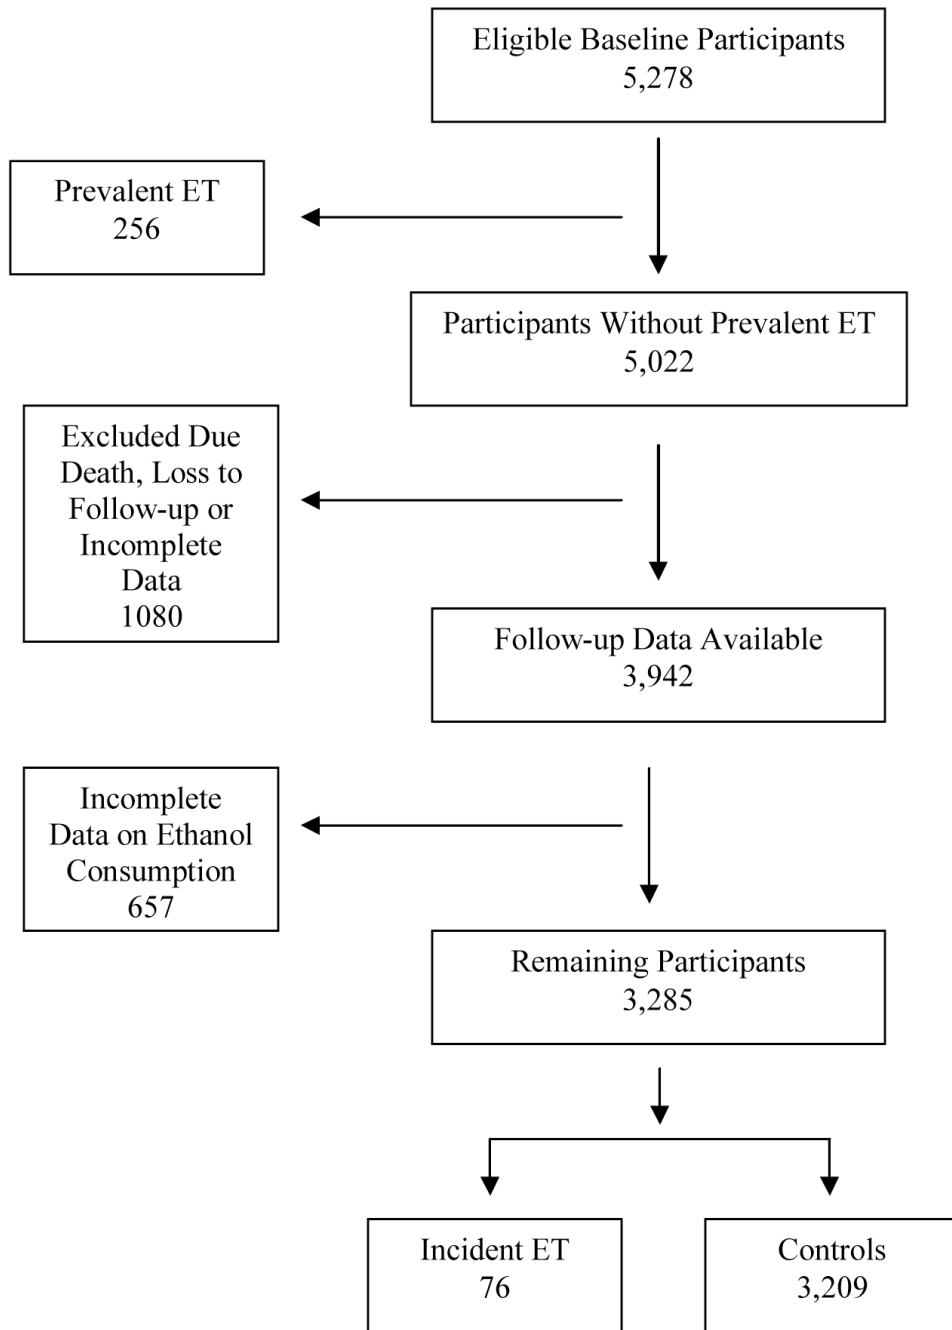 Eligible Baseline Participants
5,278
Prevalent ET
256
Participants Without Prevalent ET
5,022
Excluded Due
Death, Loss to
Follow-up or
Incomplete
Data
1080
Follow-up Data Available
3,942
Incomplete
Data on Ethanol
Consumption
657
Remaining Participants
3,285
Incident ET
76
Controls
3,209